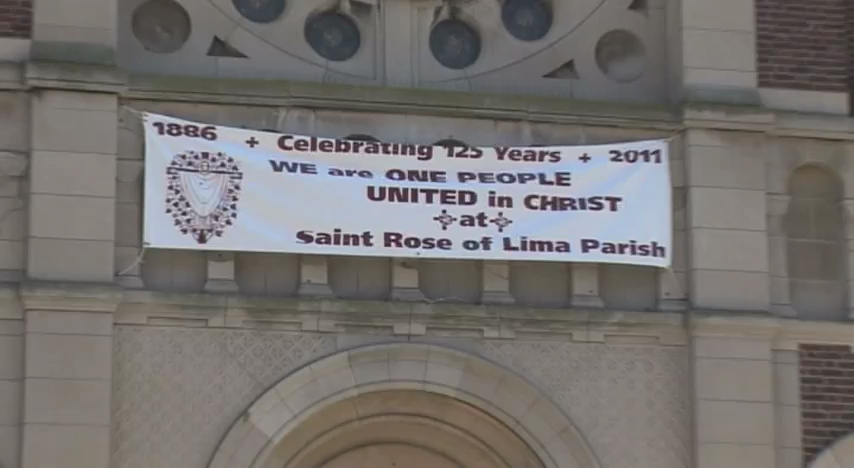 1886 + Celebrating 125 Years + 2011
WE are ONE PEOPLE
UNITED in CHRIST
at
Saint Rose of Lima Parish